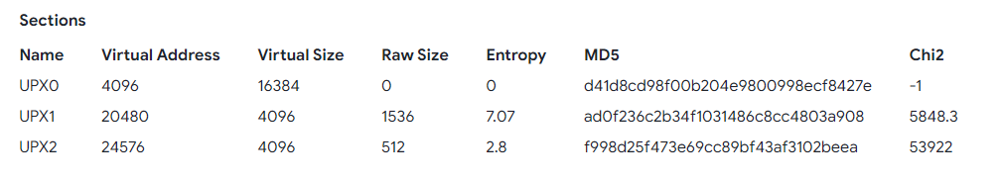 Sections
Name Virtual Address Virtual Size Raw Size Entropy MD5 Chi2
UPX0 4096 16384 0 0 d41d8cd98f00b204e9800998ecf8427e -1
UPX1 20480 4096 1536 7.07 ad0f236c2b34f1031486c8cc4803a908 5848.3
UPX2 24576 4096 512 2.8 f998d25f473e69cc89bf43af3102beea 53922